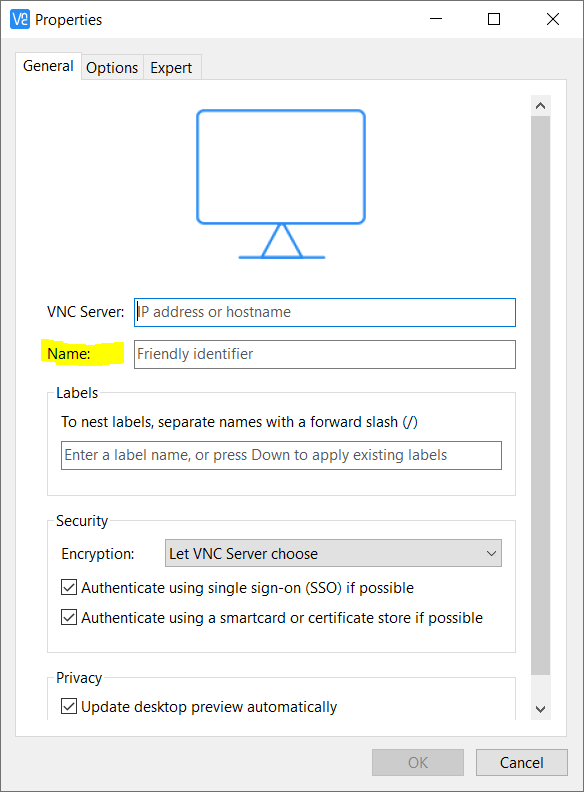 VS Properties
General Options Expert
VNC Server: IP address or hostname
Name: Friendly identifier
Labels
To nest labels, separate names with a forward slash (/)
Enter a label name, or press Down to apply existing labels
Security
Encryption: Let VNC Server choose
Authenticate using single sign-on (SSO) if possible
Authenticate using a smartcard or certificate store if possible
Privacy
Update desktop preview automatically
OK Cancel